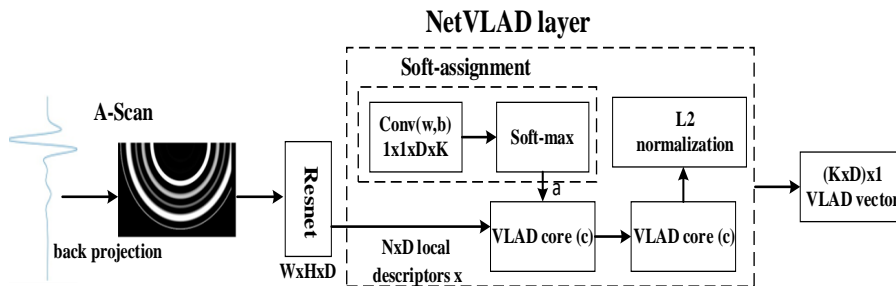 NetVLAD layer
Soft-assignment
A-Scan
Conv(w,b)
1x1xDxK
Soft-max
L2
normalization
Resnet
a
(KxD)x1
VLAD vector
VLAD core (c)
VLAD core (c)
back projection
NxD local
descriptors x
WxHxD